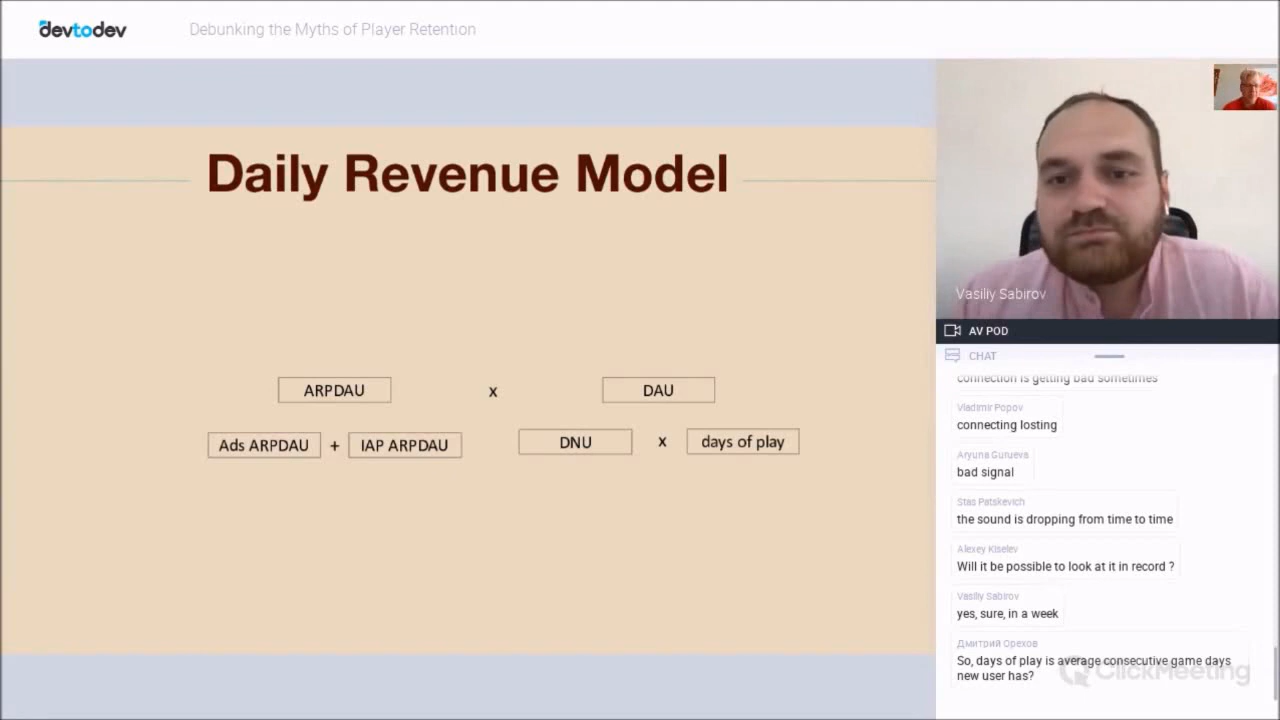 devtodev
Debunking the Myths of Player Retention
Daily Revenue Model
ARPDAU x DAU
Ads ARPDAU + IAP ARPDAU DNU x days of play
Vasiliy Sabirov
AV POD
CHAT
connection is getting bad sometimes
Vladimir Popov
connecting losting
Aryuna Gurueva
bad signal
Stas Patskevich
the sound is dropping from time to time
Alexey Kiselev
Will it be possible to look at it in record ?
Vasiliy Sabirov
yes, sure, in a week
Дмитрий Орехов
So, days of play is average consecutive game days
new user has?
ClickMeeting